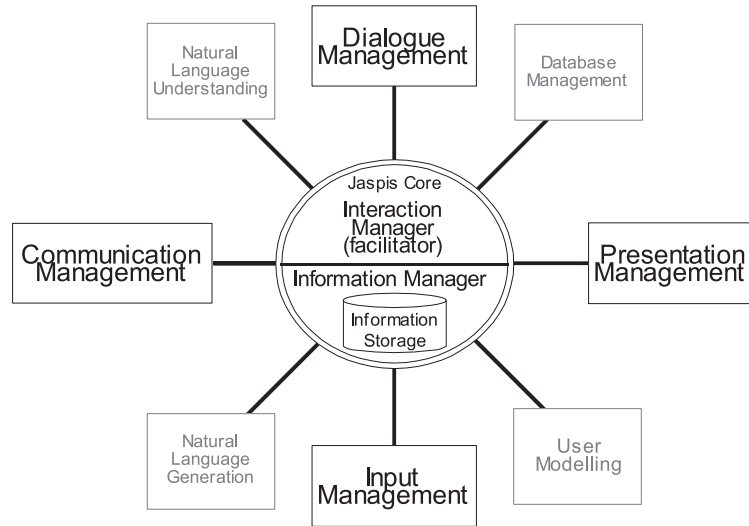 Natural
Language
Understanding
Dialogue
Management
Database
Management
Jaspis Core
Interaction
Manager
(facilitator)
Communication
Management
Presentation
Management
Information Manager
Information
Storage
Natural
Language
Generation
Input
Management
User
Modelling